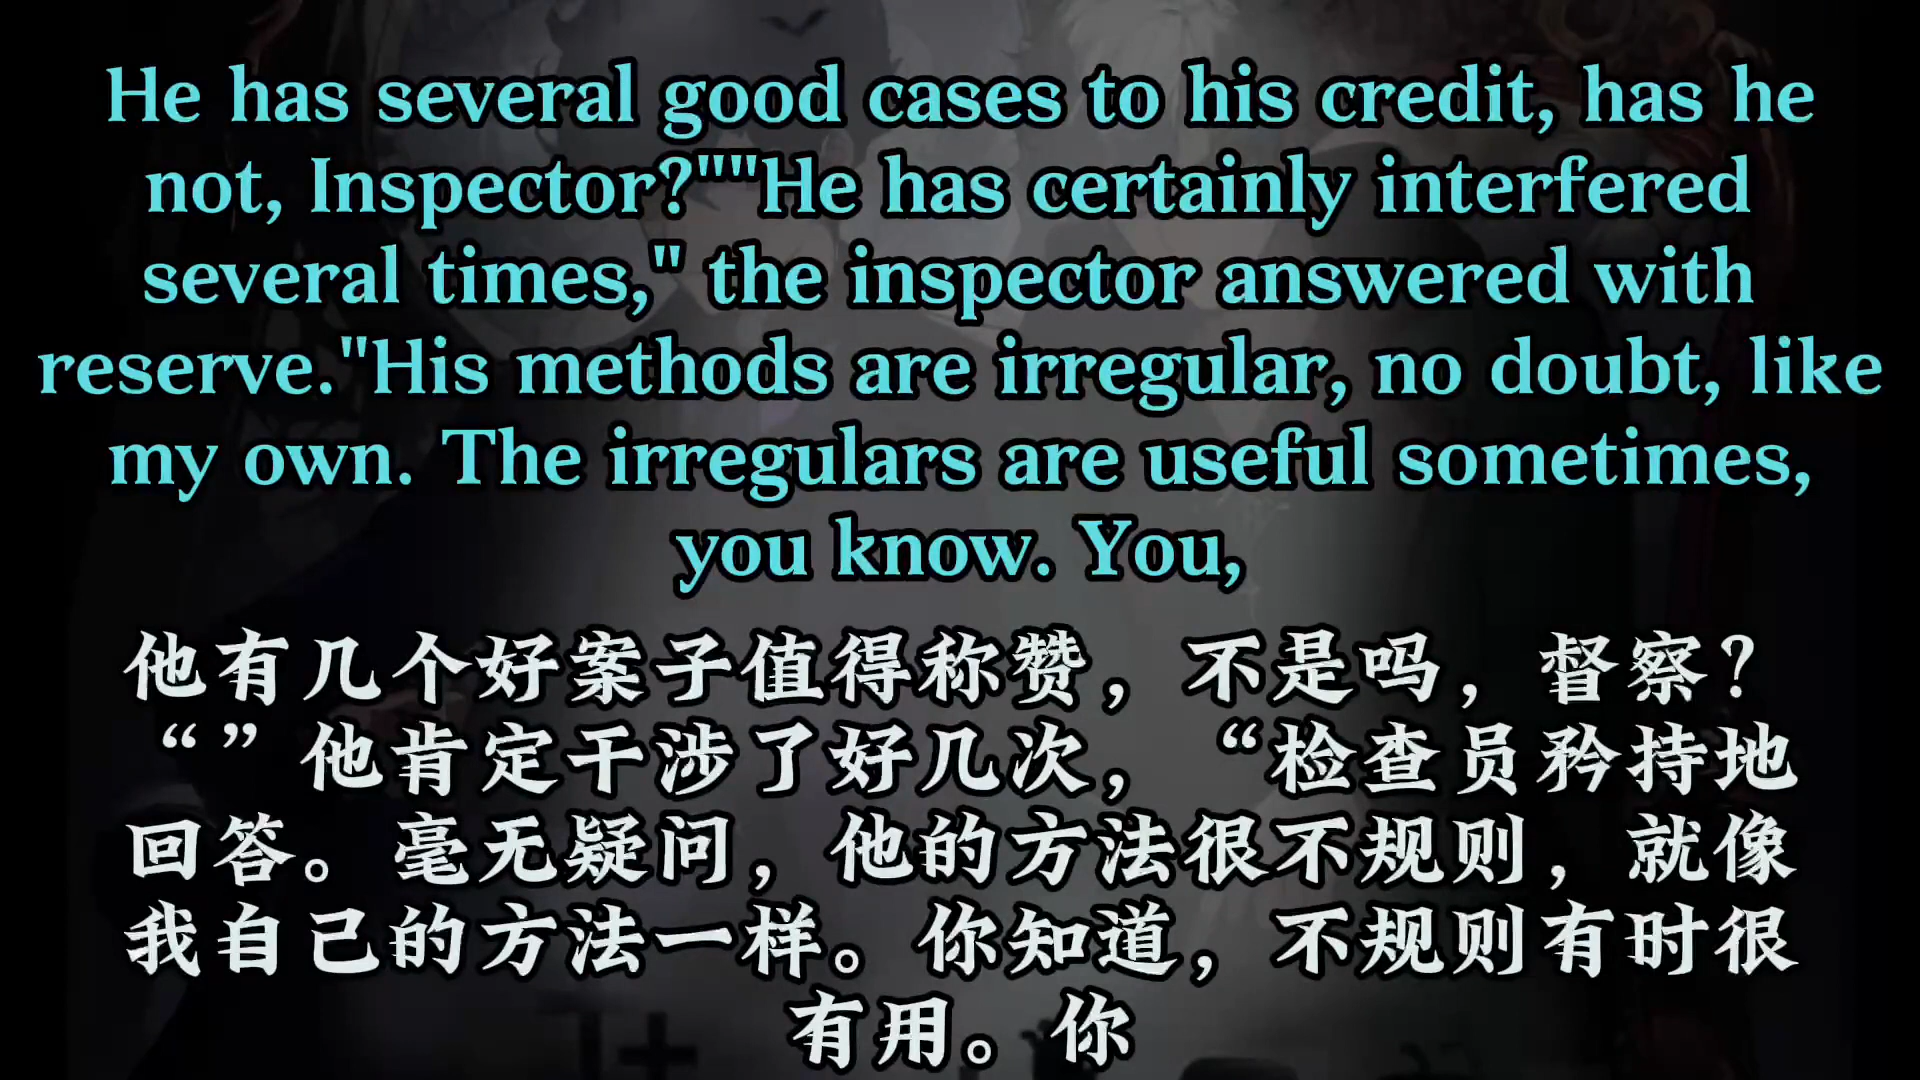 He has several good cases to his credit, has he
not, Inspector?""He has certainly interfered
several times," the inspector answered with
reserve."His methods are irregular, no doubt, like
my own. The irregulars are useful sometimes,
you know. You,
他有几个好案子值得称赞，不是吗，督察？
“”他肯定干涉了好几次，“检查员矜持地
回答。毫无疑问，他的方法很不规则，就像
我自己的方法一样。你知道，不规则有时很
有用。你